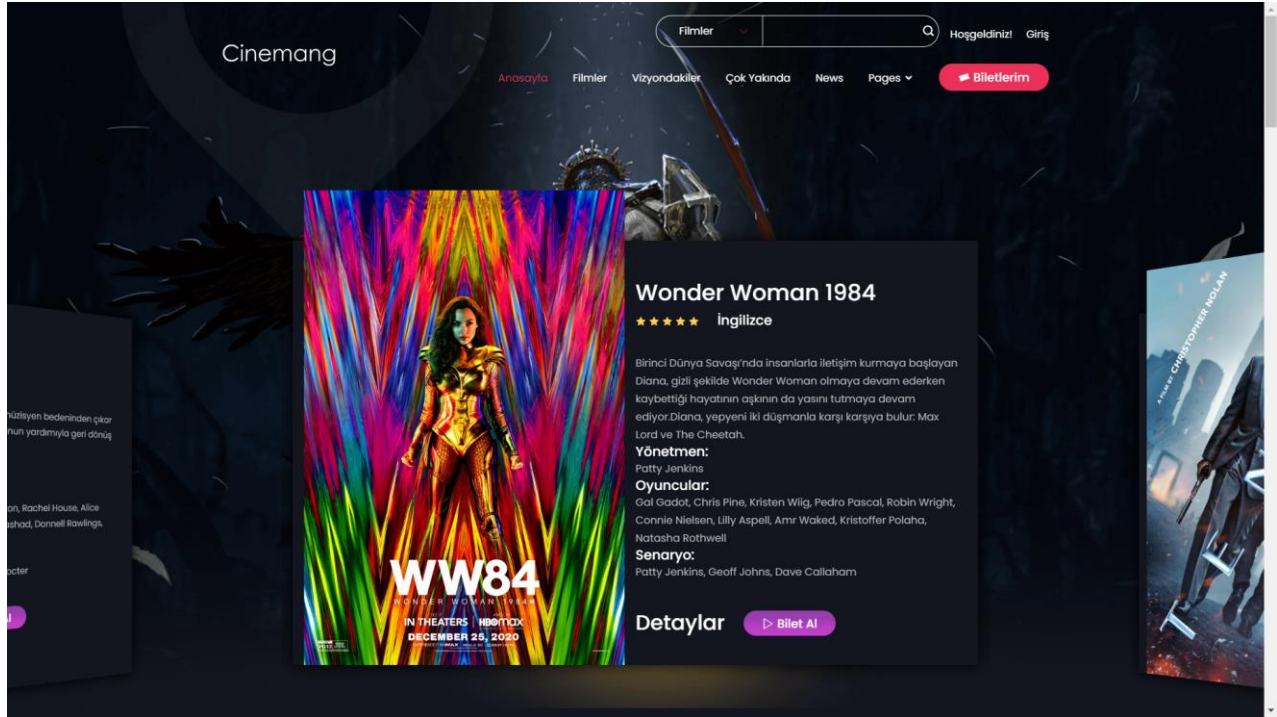 Cinemang
Filmler
Hoşgeldiniz! Giriş
Anasayfa Filmler Vizyondakiler Çok Yakında News Pages Biletlerim
Wonder Woman 1984
İngilizce
Birinci Dünya Savaşı'nda insanlarla iletişim kurmaya başlayan
Diana, gizli şekilde Wonder Woman olmaya devam ederken
kaybettiği hayatının aşkının da yasını tutmaya devam
ediyor.Diana, yepyeni iki düşmanla karşı karşıya bulur: Max
Lord ve The Cheetah.
Yönetmen:
Patty Jenkins
Oyuncular:
Gal Gadot, Chris Pine, Kristen Wiig, Pedro Pascal, Robin Wright,
Connie Nielsen, Lilly Aspell, Amr Waked, Kristoffer Polaha,
Natasha Rothwell
Senaryo:
Patty Jenkins, Geoff Johns, Dave Callaham
Detaylar Bilet Al
WW84
WONDER WOMAN 1984
IN THEATERS HBOmax
DECEMBER 25, 2020
müzisyen bedeninden çıkar
nun yardımıyla geri dönüş
on, Rachel House, Alice
ashad, Donnell Rawlings,
octer
Al
A FILM BY CHRISTOPHER NOLAN